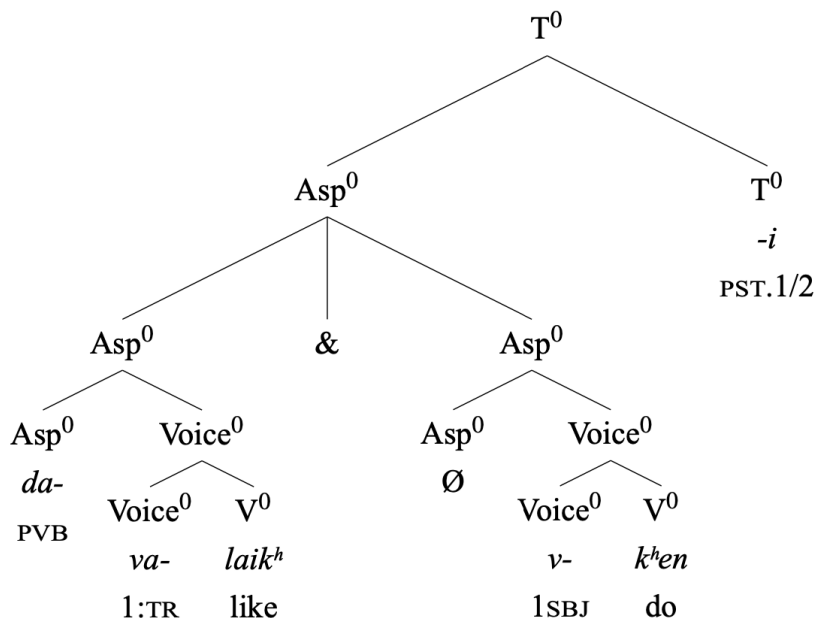 T⁰
Asp⁰ T⁰
-i
PST.1/2
Asp⁰ & Asp⁰
Asp⁰ Voice⁰ Asp⁰ Voice⁰
da- Ø
PVB Voice⁰ V⁰ Voice⁰ V⁰
va- laikʰ v- kʰen
1:TR like 1SBJ do